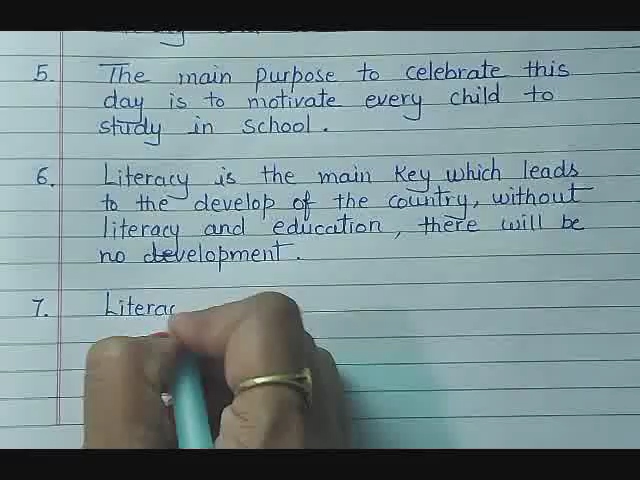 5. The main purpose to celebrate this
day is to motivate every child to
study in school.
6. Literacy is the main key which leads
to the develop of the country, without
literacy and education, there will be
no development.
7. Literac